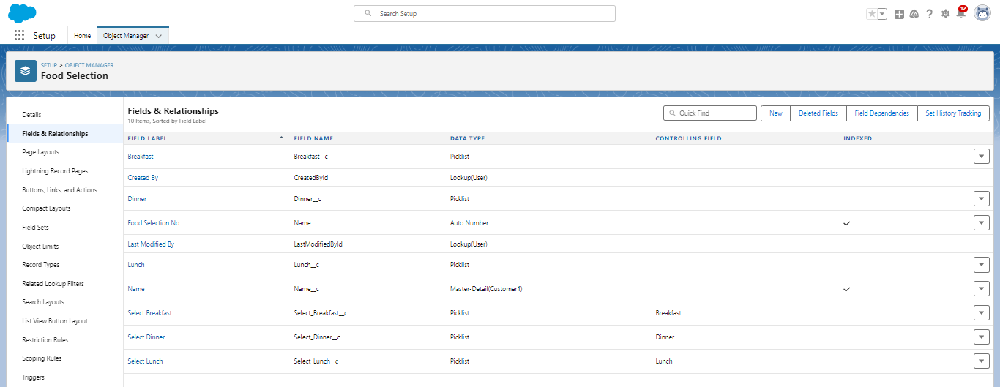 Search Setup
12
Setup
Home
Object Manager
SETUP > OBJECT MANAGER
Food Selection
Details
Fields & Relationships
Page Layouts
Lightning Record Pages
Buttons, Links, and Actions
Compact Layouts
Field Sets
Object Limits
Record Types
Related Lookup Filters
Search Layouts
List View Button Layout
Restriction Rules
Scoping Rules
Triggers
Fields & Relationships
10 Items, Sorted by Field Label
Quick Find
New
Deleted Fields
Field Dependencies
Set History Tracking
FIELD LABEL FIELD NAME DATA TYPE CONTROLLING FIELD INDEXED
Breakfast Breakfast__c Picklist
Created By CreatedById Lookup(User)
Dinner Dinner__c Picklist
Food Selection No Name Auto Number
Last Modified By LastModifiedById Lookup(User)
Lunch Lunch__c Picklist
Name Name__c Master-Detail(Customer1)
Select Breakfast Select_Breakfast__c Picklist Breakfast
Select Dinner Select_Dinner__c Picklist Dinner
Select Lunch Select_Lunch__c Picklist Lunch